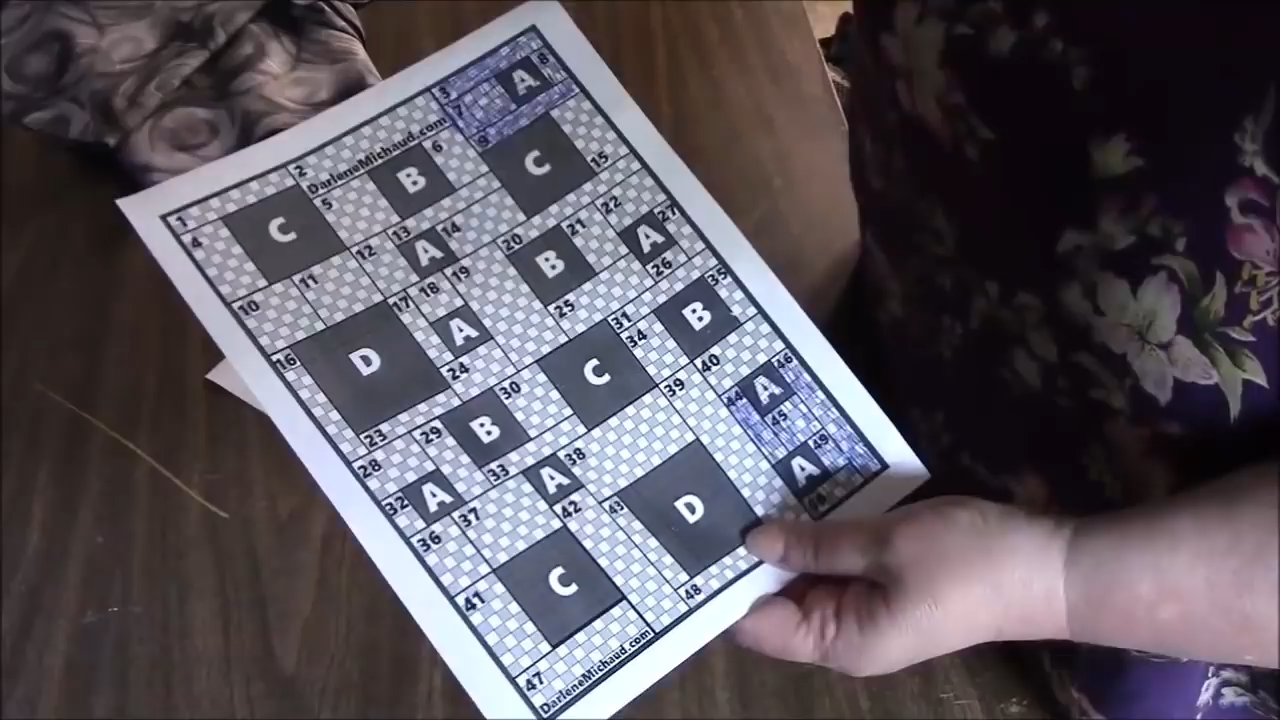 1 2 3
DarleneMichaud.com
4 7 A 8
C 5 B 6 9
C
10 11 12 13 A 14 15
16 17 18 19 20 21 22
D A B A 27
23 24 25 26
28 29 B 30 C 31 34 B 35
32 A 33 39 40
36 37 A 38 44 A 46
42 43 45
41 C D A 49
47 48
DarleneMichaud.com